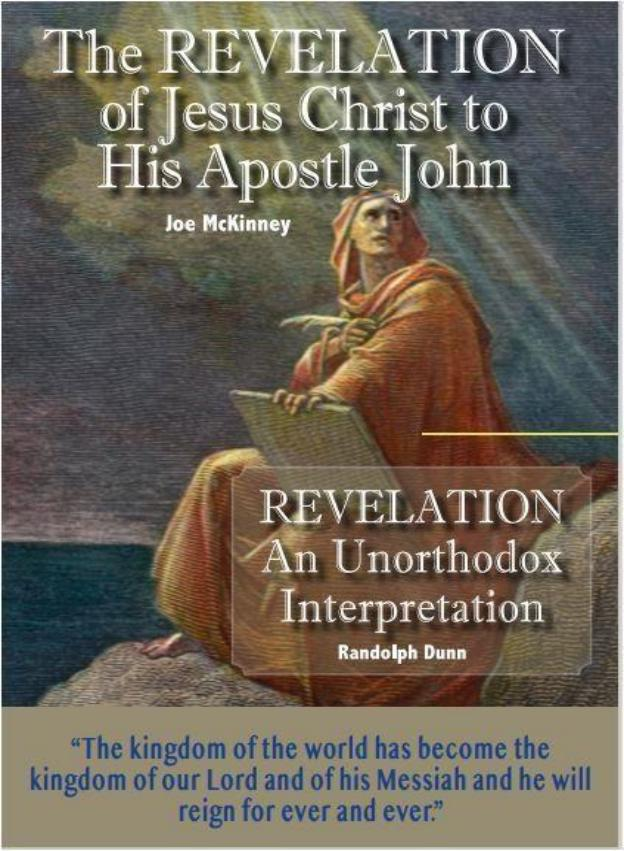 The REVELATION
of Jesus Christ to
His Apostle John
Joe McKinney
REVELATION
An Unorthodox
Interpretation
Randolph Dunn
“The kingdom of the world has become the
kingdom of our Lord and of his Messiah and he will
reign for ever and ever.”